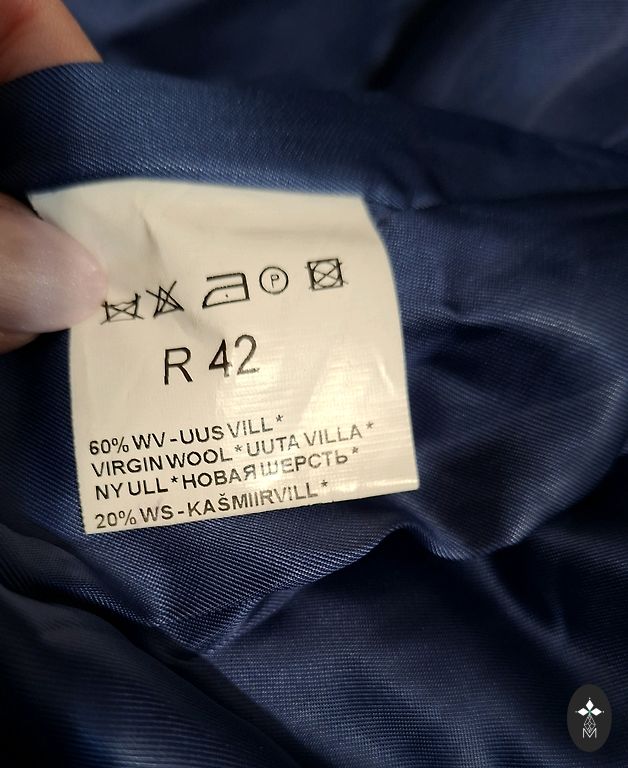 P
R 42
60% WV-UUS VILL*
VIRGIN WOOL*UUTA VILLA*
NY ULL*НОВАЯ ШЕРСТЬ*
20% WS-KAŠMIIRVILL*
M